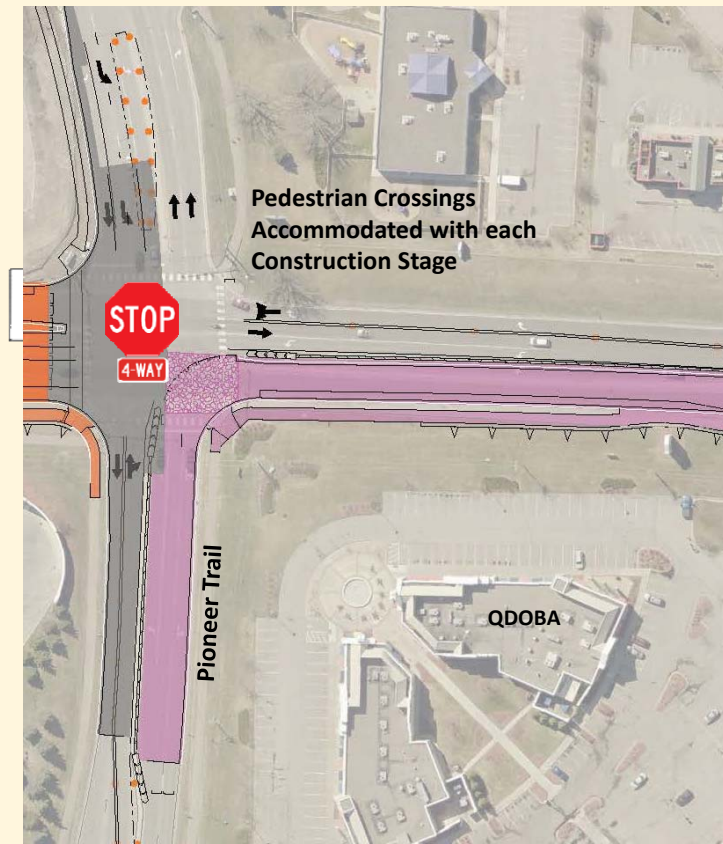 Pedestrian Crossings
Accommodated with each
Construction Stage
STOP
4-WAY
Pioneer Trail
QDOBA